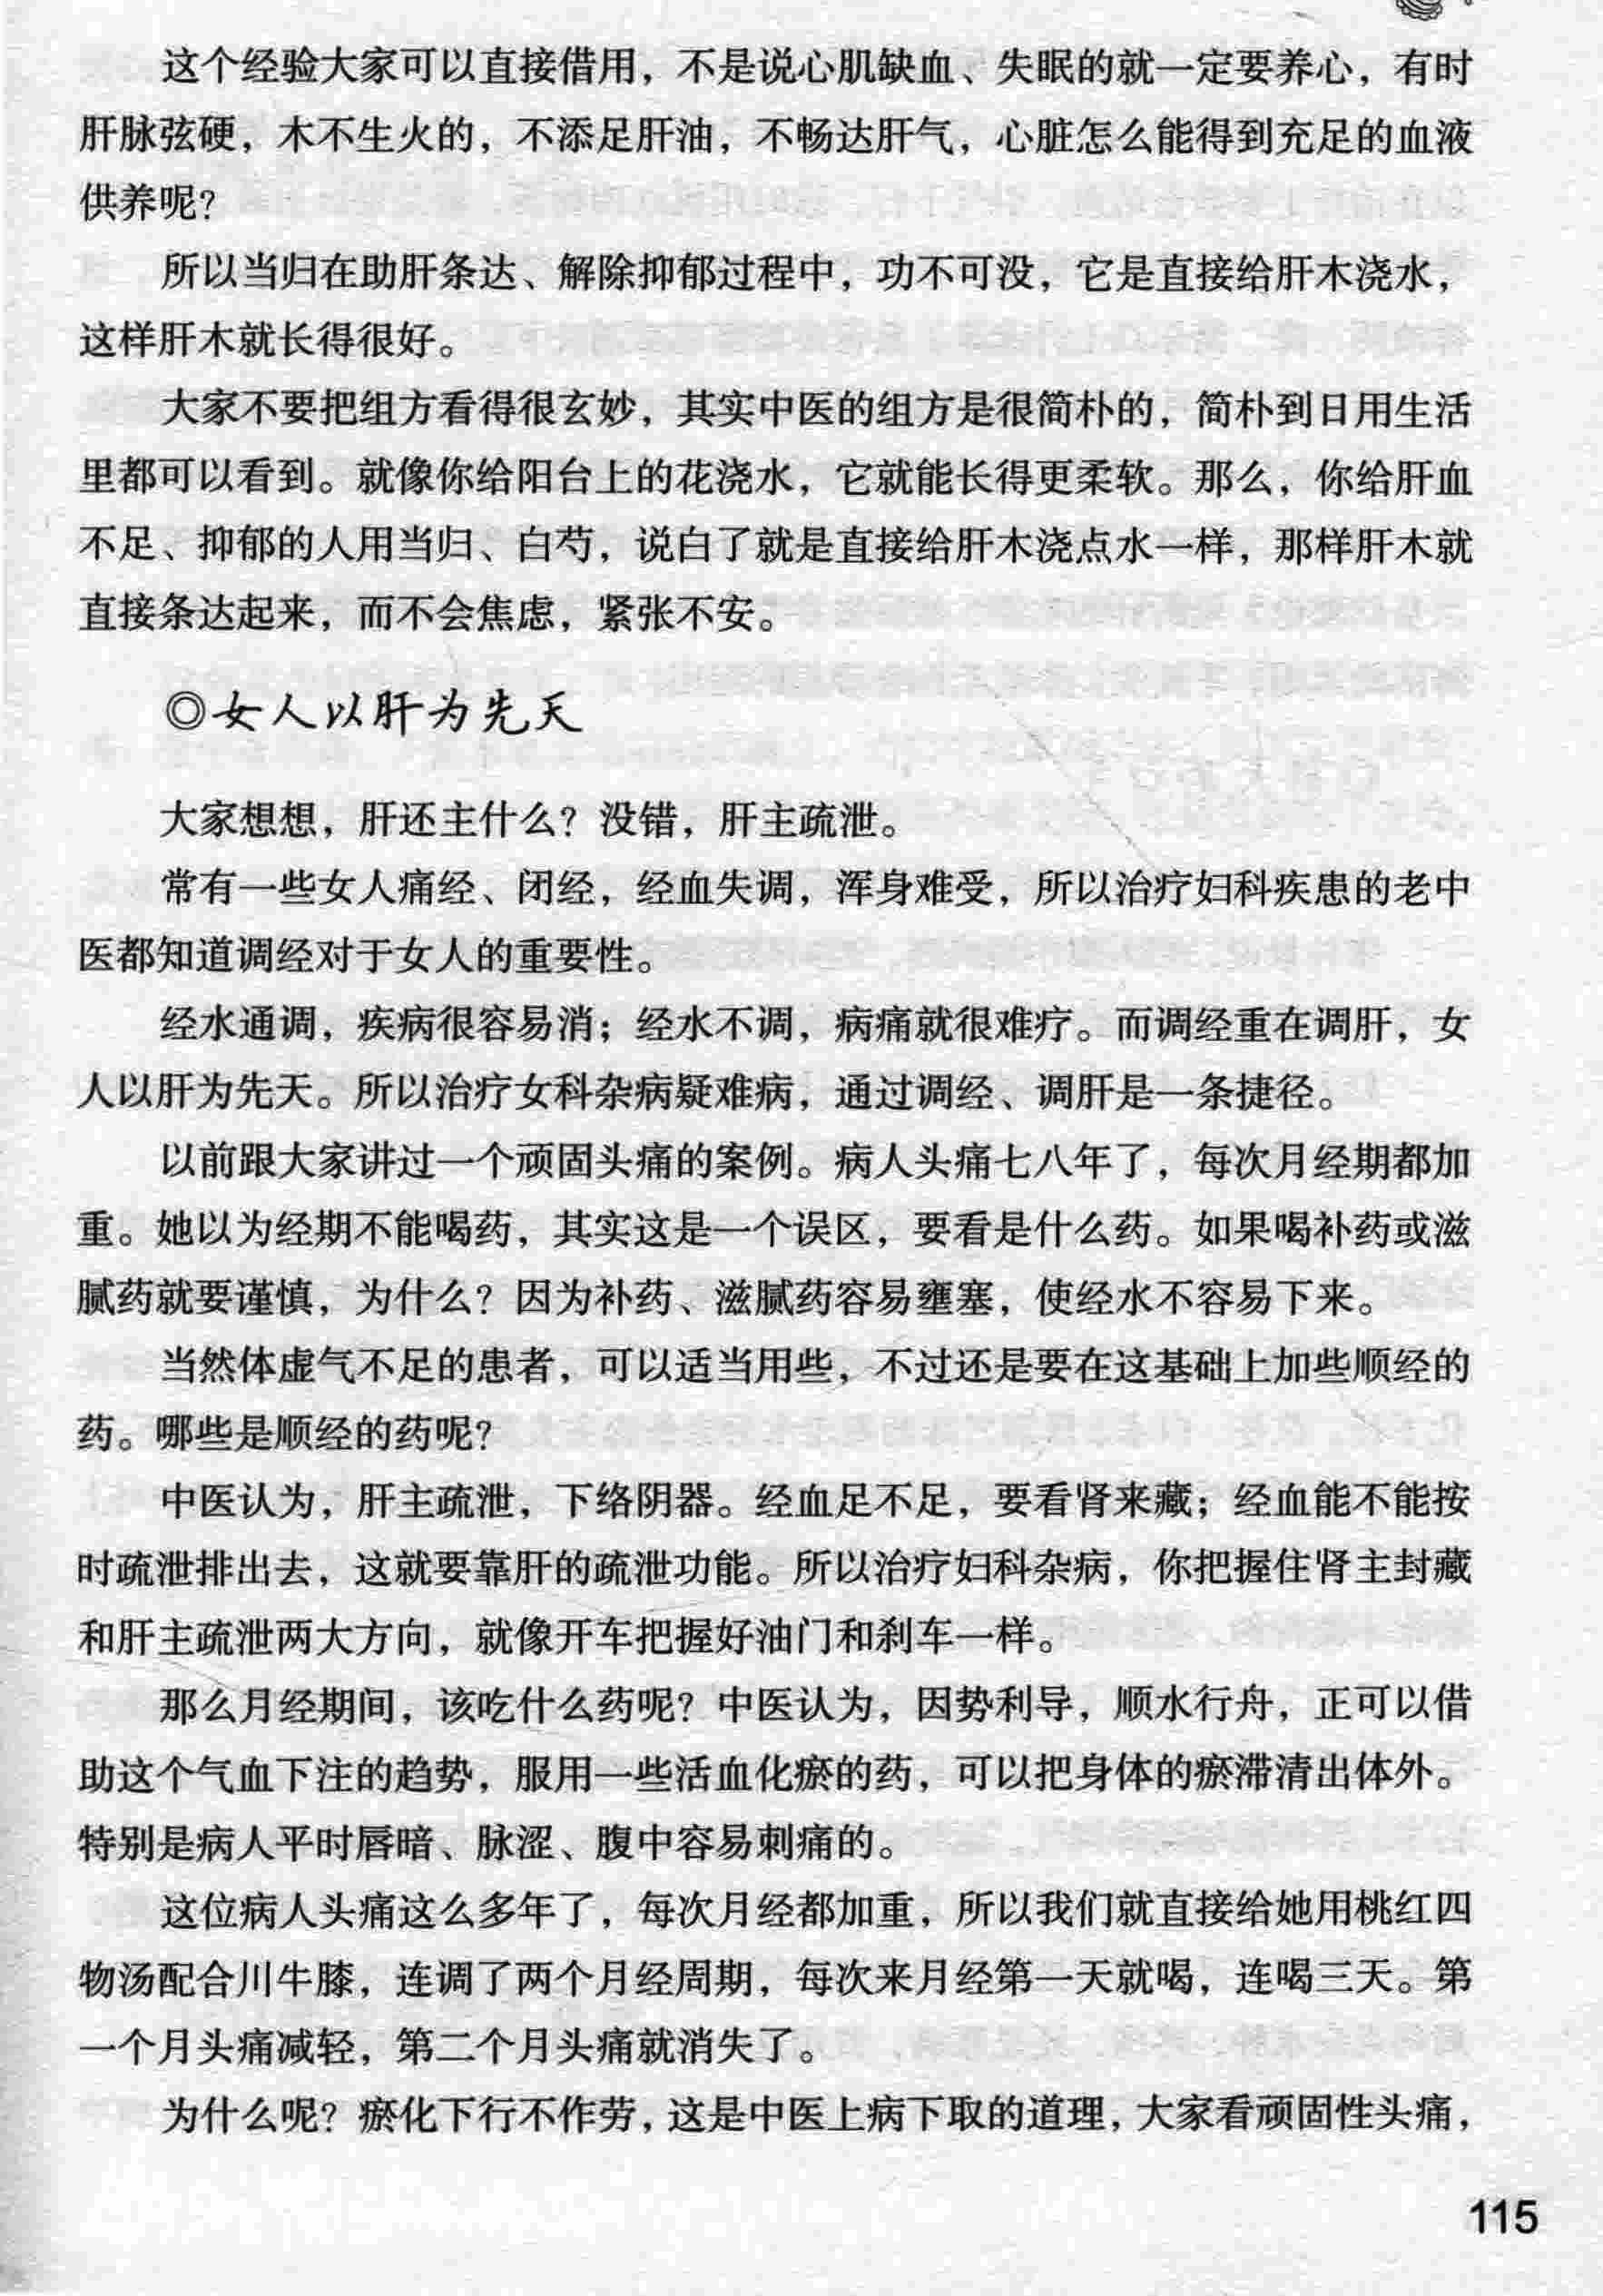 这个经验大家可以直接借用，不是说心肌缺血、失眠的就一定要养心，有时
肝脉弦硬，木不生火的，不添足肝油，不畅达肝气，心脏怎么能得到充足的血液
供养呢？
所以当归在助肝条达、解除抑郁过程中，功不可没，它是直接给肝木浇水，
这样肝木就长得很好。
大家不要把组方看得很玄妙，其实中医的组方是很简朴的，简朴到日用生活
里都可以看到。就像你给阳台上的花浇水，它就能长得更柔软。那么，你给肝血
不足、抑郁的人用当归、白芍，说白了就是直接给肝木浇点水一样，那样肝木就
直接条达起来，而不会焦虑，紧张不安。
◎女人以肝为先天
大家想想，肝还主什么？没错，肝主疏泄。
常有一些女人痛经、闭经，经血失调，浑身难受，所以治疗妇科疾患的老中
医都知道调经对于女人的重要性。
经水通调，疾病很容易消；经水不调，病痛就很难疗。而调经重在调肝，女
人以肝为先天。所以治疗女科杂病疑难病，通过调经、调肝是一条捷径。
以前跟大家讲过一个顽固头痛的案例。病人头痛七八年了，每次月经期都加
重。她以为经期不能喝药，其实这是一个误区，要看是什么药。如果喝补药或滋
腻药就要谨慎，为什么？因为补药、滋腻药容易壅塞，使经水不容易下来。
当然体虚气不足的患者，可以适当用些，不过还是要在这基础上加些顺经的
药。哪些是顺经的药呢？
中医认为，肝主疏泄，下络阴器。经血足不足，要看肾来藏；经血能不能按
时疏泄排出去，这就要靠肝的疏泄功能。所以治疗妇科杂病，你把握住肾主封藏
和肝主疏泄两大方向，就像开车把握好油门和刹车一样。
那么月经期间，该吃什么药呢？中医认为，因势利导，顺水行舟，正可以借
助这个气血下注的趋势，服用一些活血化瘀的药，可以把身体的瘀滞清出体外。
特别是病人平时唇暗、脉涩、腹中容易刺痛的。
这位病人头痛这么多年了，每次月经都加重，所以我们就直接给她用桃红四
物汤配合川牛膝，连调了两个月经周期，每次来月经第一天就喝，连喝三天。第
一个月头痛减轻，第二个月头痛就消失了。
为什么呢？瘀化下行不作劳，这是中医上病下取的道理，大家看顽固性头痛，
115